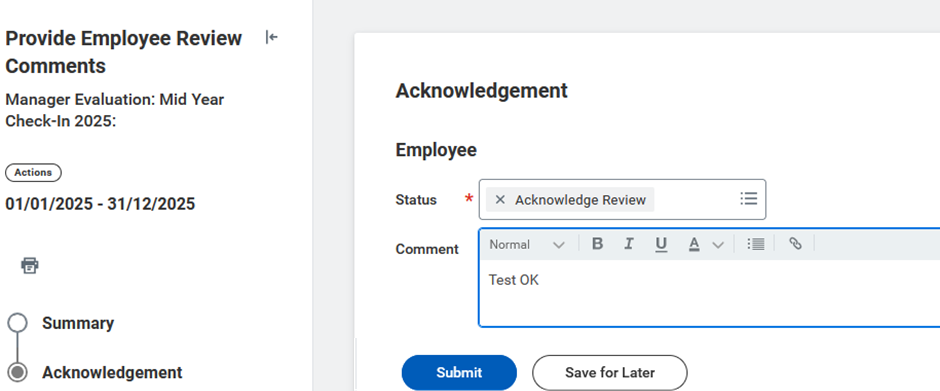 Provide Employee Review
Comments
Manager Evaluation: Mid Year
Check-In 2025:
Actions
01/01/2025 - 31/12/2025
Summary
Acknowledgement
Acknowledgement
Employee
Status * × Acknowledge Review
Comment
Normal B I U A
Test OK
Submit Save for Later